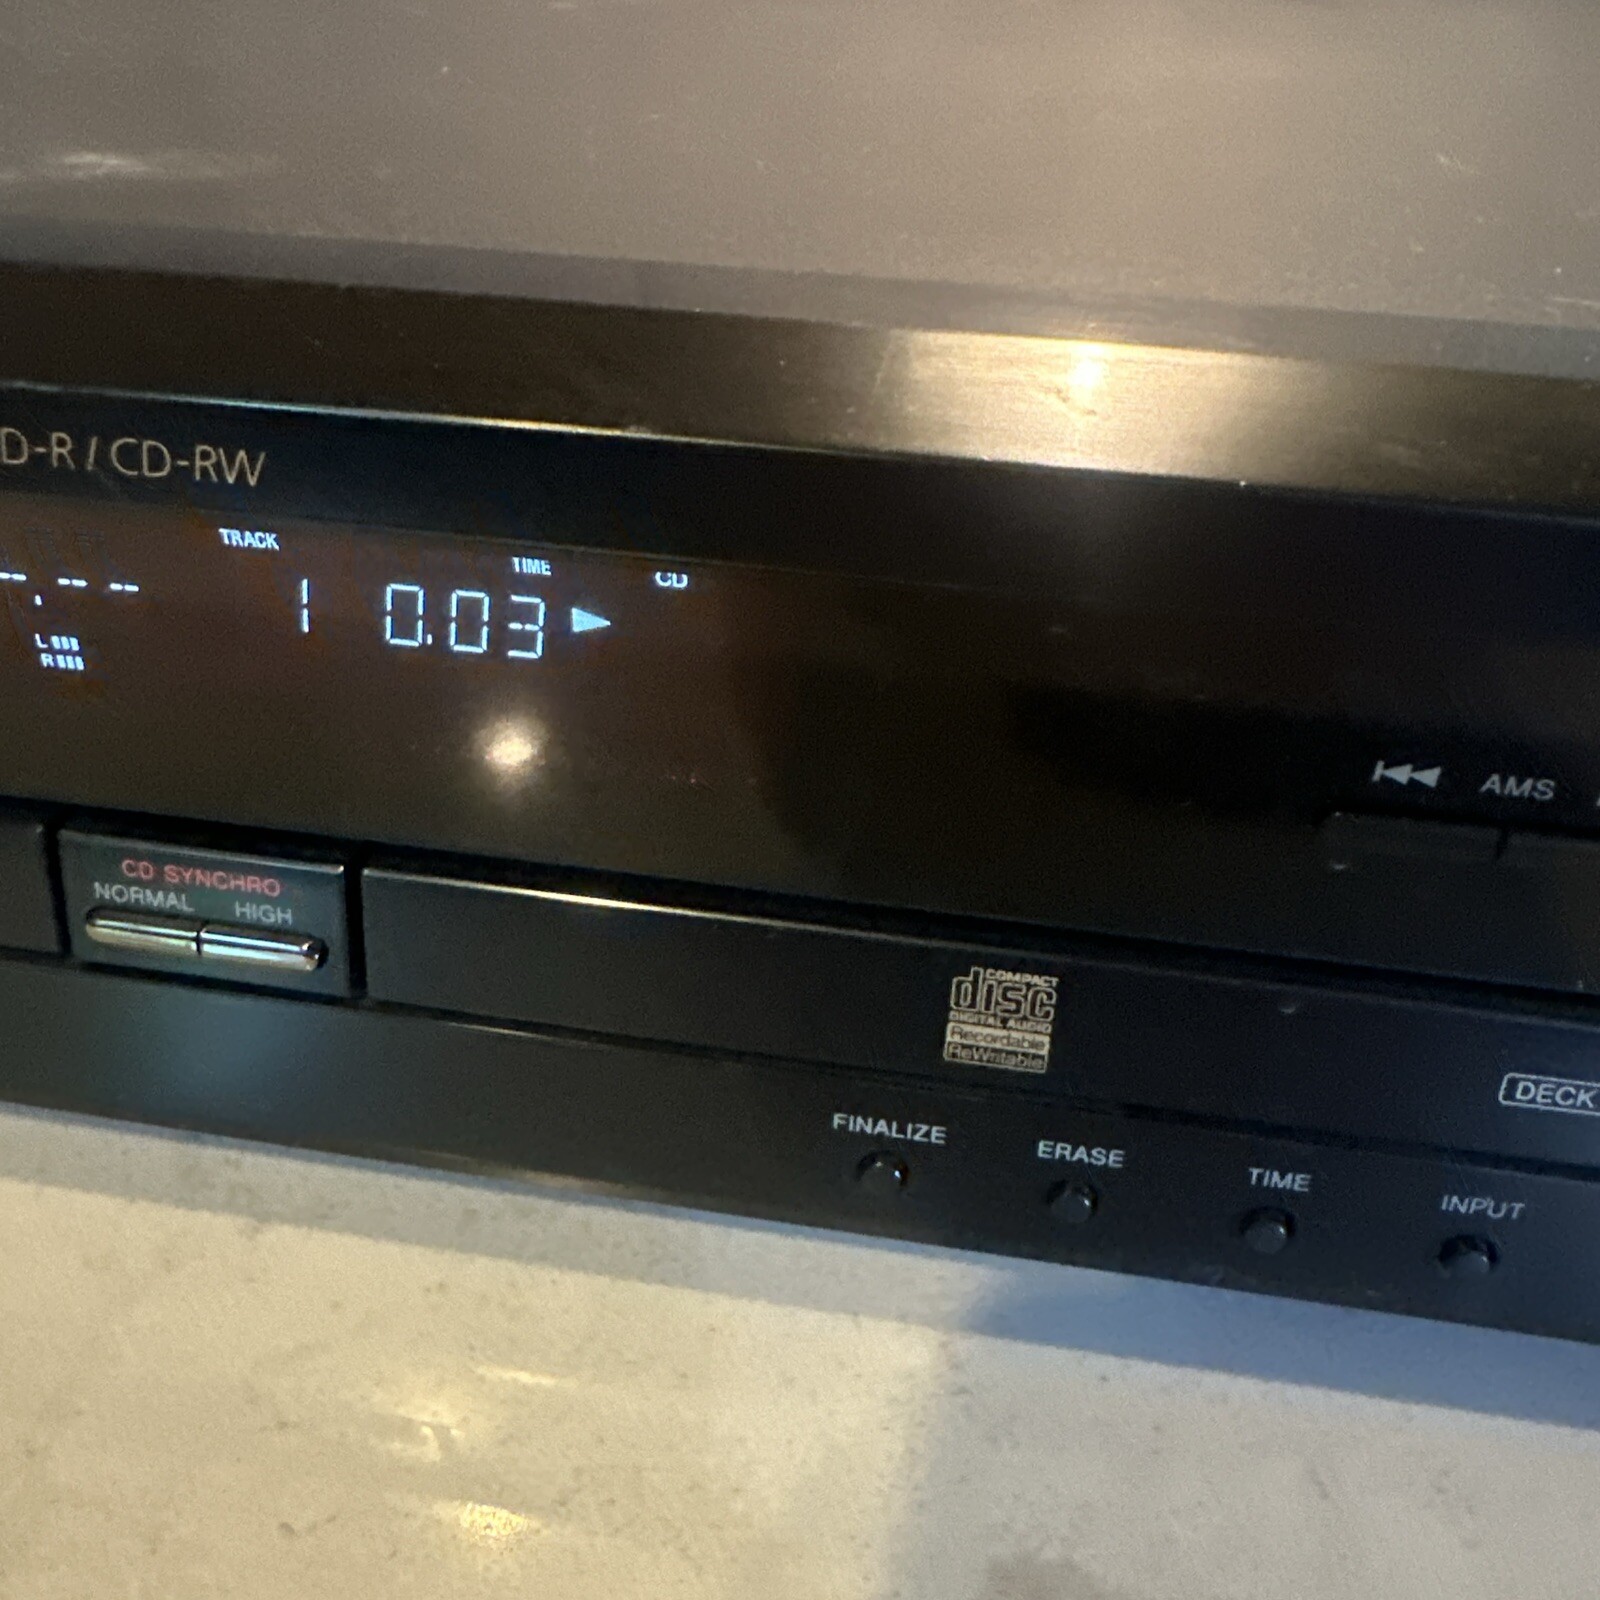 D-R / CD-RW
TRACK TIME CD
1 0.03
L
R
AMS
CD SYNCHRO
NORMAL HIGH
COMPACT
disc
DIGITAL AUDIO
Recordable
ReWritable
DECK
FINALIZE ERASE TIME INPUT